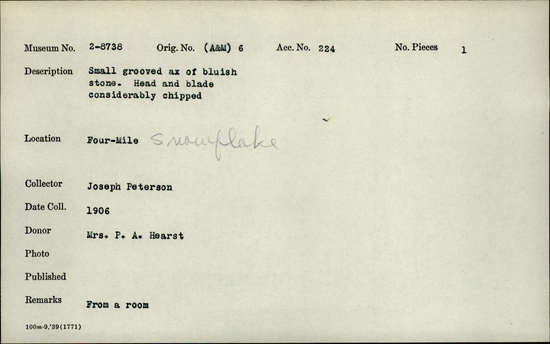 Museum No. 2-8738 Orig. No. (A&M) 6 Acc. No. 224 No. Pieces 1
Description Small grooved ax of bluish
stone. Head and blade
considerably chipped
Location Four-Mile Snowflake
Collector Joseph Peterson
Date Coll. 1906
Donor Mrs. P. A. Hearst
Photo
Published
Remarks From a room
100m-9,'39(1771)